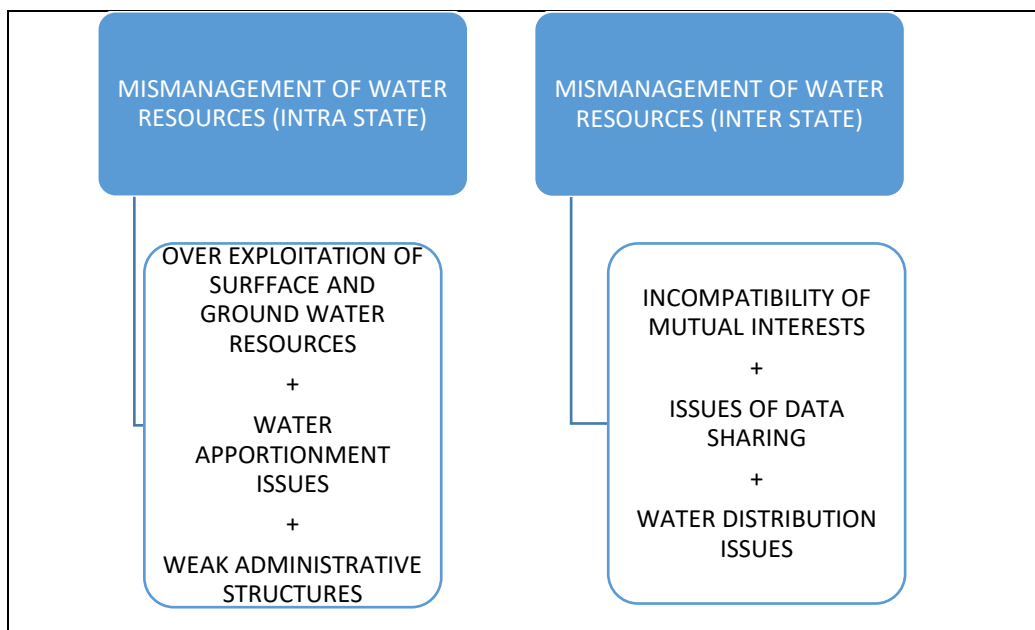 MISMANAGEMENT OF WATER
RESOURCES (INTRA STATE)
OVER EXPLOITATION OF
SURFFACE AND
GROUND WATER
RESOURCES
+
WATER
APPORTIONMENT
ISSUES
+
WEAK ADMINISTRATIVE
STRUCTURES
MISMANAGEMENT OF WATER
RESOURCES (INTER STATE)
INCOMPATIBILITY OF
MUTUAL INTERESTS
+
ISSUES OF DATA
SHARING
+
WATER DISTRIBUTION
ISSUES